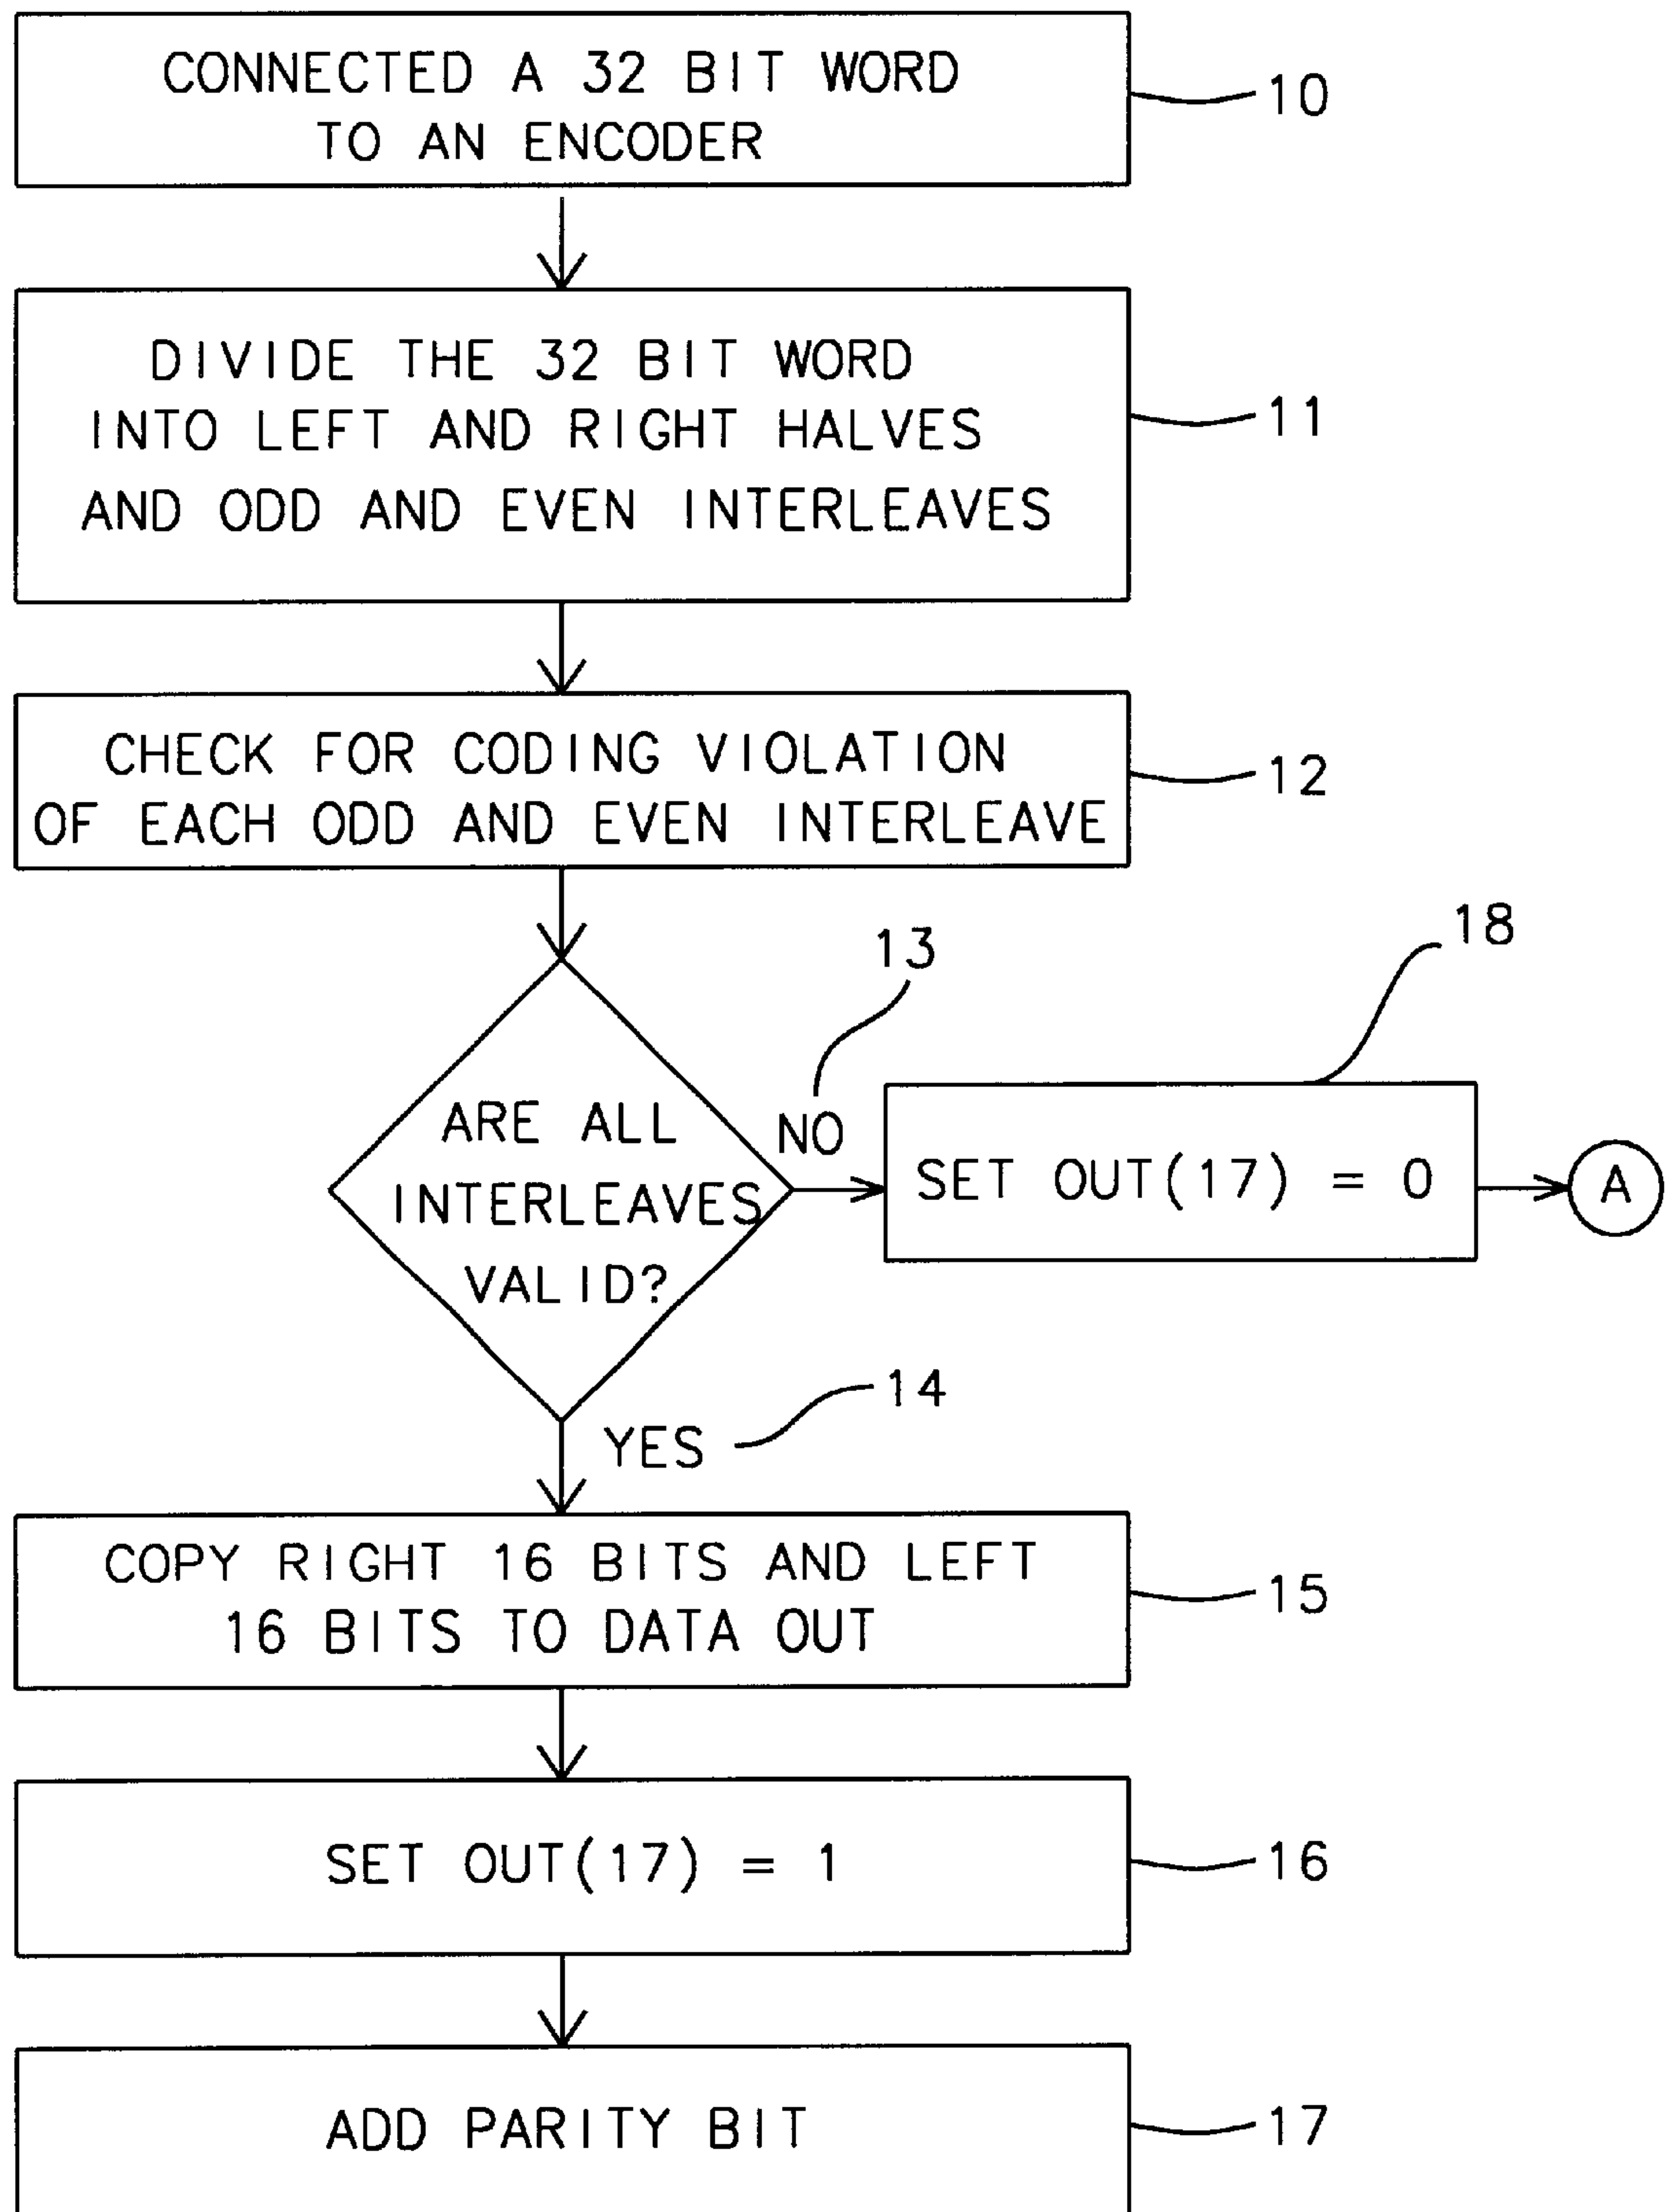 CONNECTED A 32 BIT WORD
TO AN ENCODER
10
DIVIDE THE 32 BIT WORD
INTO LEFT AND RIGHT HALVES
AND ODD AND EVEN INTERLEAVES
11
CHECK FOR CODING VIOLATION
OF EACH ODD AND EVEN INTERLEAVE
12
13
18
ARE ALL
INTERLEAVES
VALID?
NO
SET OUT(17) = 0
A
14
YES
COPY RIGHT 16 BITS AND LEFT
16 BITS TO DATA OUT
15
SET OUT(17) = 1
16
ADD PARITY BIT
17